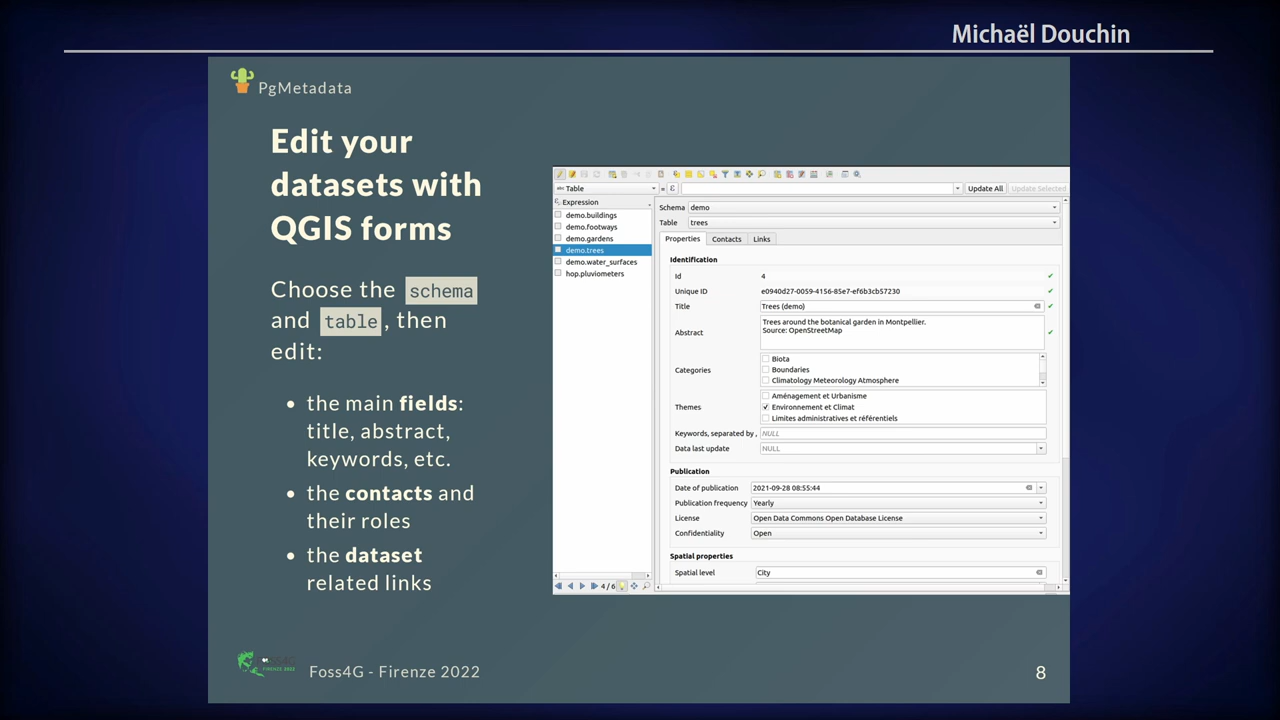 Michaël Douchin
PgMetadata
Edit your
datasets with
QGIS forms
Choose the schema
and table, then
edit:
• the main fields:
title, abstract,
keywords, etc.
• the contacts and
their roles
• the dataset
related links
Table
Update All
Update Selected
Expression
demo.buildings
demo.footways
demo.gardens
demo.trees
demo.water_surfaces
hop.pluviometers
4 / 6
Schema demo
Table trees
Properties Contacts Links
Identification
Id 4
Unique ID e0940d27-0059-4156-85e7-ef6b3cb57230
Title Trees (demo)
Abstract Trees around the botanical garden in Montpellier.
Source: OpenStreetMap
Categories
Biota
Boundaries
Climatology Meteorology Atmosphere
Themes
Aménagement et Urbanisme
Environnement et Climat
Limites administratives et référentiels
Keywords, separated by , NULL
Data last update NULL
Publication
Date of publication 2021-09-28 08:55:44
Publication frequency Yearly
License Open Data Commons Open Database License
Confidentiality Open
Spatial properties
Spatial level City
FIRENZE 2022
Foss4G - Firenze 2022
8